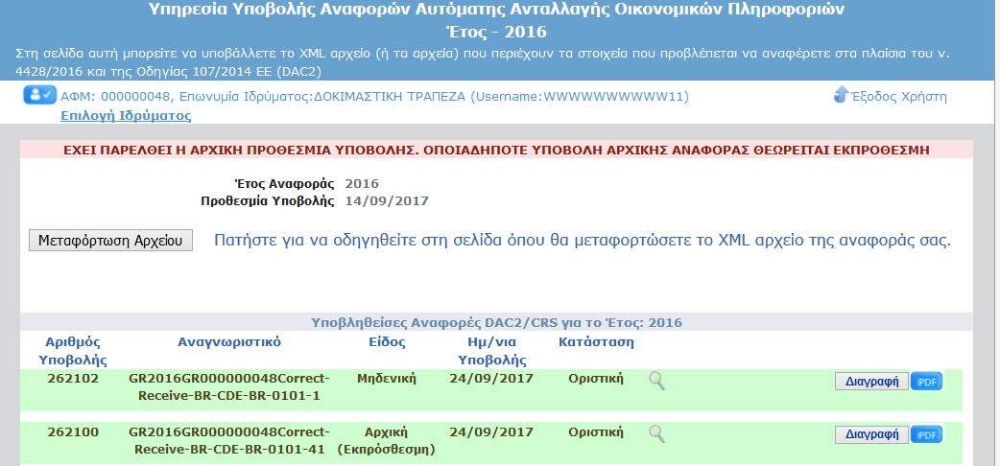 Υπηρεσία Υποβολής Αναφορών Αυτόματης Ανταλλαγής Οικονομικών Πληροφοριών
Έτος - 2016
Στη σελίδα αυτή μπορείτε να υποβάλλετε το XML αρχείο (ή τα αρχεία) που περιέχουν τα στοιχεία που προβλέπεται να αναφέρετε στα πλαίσια του ν.
4428/2016 και της Οδηγίας 107/2014 ΕΕ (DAC2)
ΑΦΜ: 000000048, Επωνυμία Ιδρύματος:ΔΟΚΙΜΑΣΤΙΚΗ ΤΡΑΠΕΖΑ (Username:WWWWWWWWWWW11) Έξοδος Χρήστη
Επιλογή Ιδρύματος
ΕΧΕΙ ΠΑΡΕΛΘΕΙ Η ΑΡΧΙΚΗ ΠΡΟΘΕΣΜΙΑ ΥΠΟΒΟΛΗΣ. ΟΠΟΙΑΔΗΠΟΤΕ ΥΠΟΒΟΛΗ ΑΡΧΙΚΗΣ ΑΝΑΦΟΡΑΣ ΘΕΩΡΕΙΤΑΙ ΕΚΠΡΟΘΕΣΜΗ
Έτος Αναφοράς 2016
Προθεσμία Υποβολής 14/09/2017
Μεταφόρτωση Αρχείου Πατήστε για να οδηγηθείτε στη σελίδα όπου θα μεταφορτώσετε το XML αρχείο της αναφοράς σας.
Υποβληθείσες Αναφορές DAC2/CRS για το Έτος: 2016
Αριθμός Αναγνωριστικό Είδος Ημ/νια Κατάσταση
Υποβολής Υποβολής
262102 GR2016GR000000048Correct- Μηδενική 24/09/2017 Οριστική Διαγραφή PDF
Receive-BR-CDE-BR-0101-1
262100 GR2016GR000000048Correct- Αρχική 24/09/2017 Οριστική Διαγραφή PDF
Receive-BR-CDE-BR-0101-41 (Εκπρόσθεσμη)